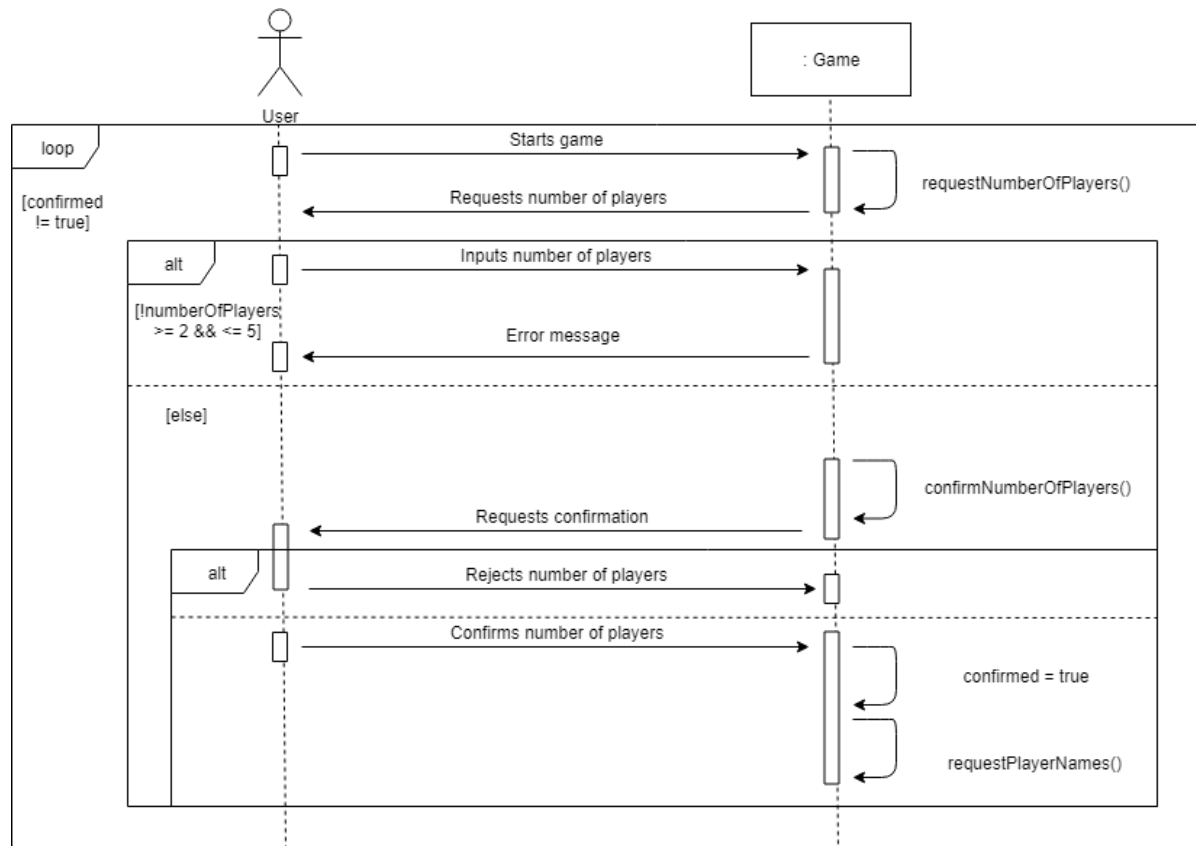 : Game
User
loop
Starts game
requestNumberOfPlayers()
Requests number of players
[confirmed
!= true]
alt
Inputs number of players
[!numberOfPlayers
>= 2 && <= 5]
Error message
[else]
confirmNumberOfPlayers()
Requests confirmation
alt
Rejects number of players
Confirms number of players
confirmed = true
requestPlayerNames()